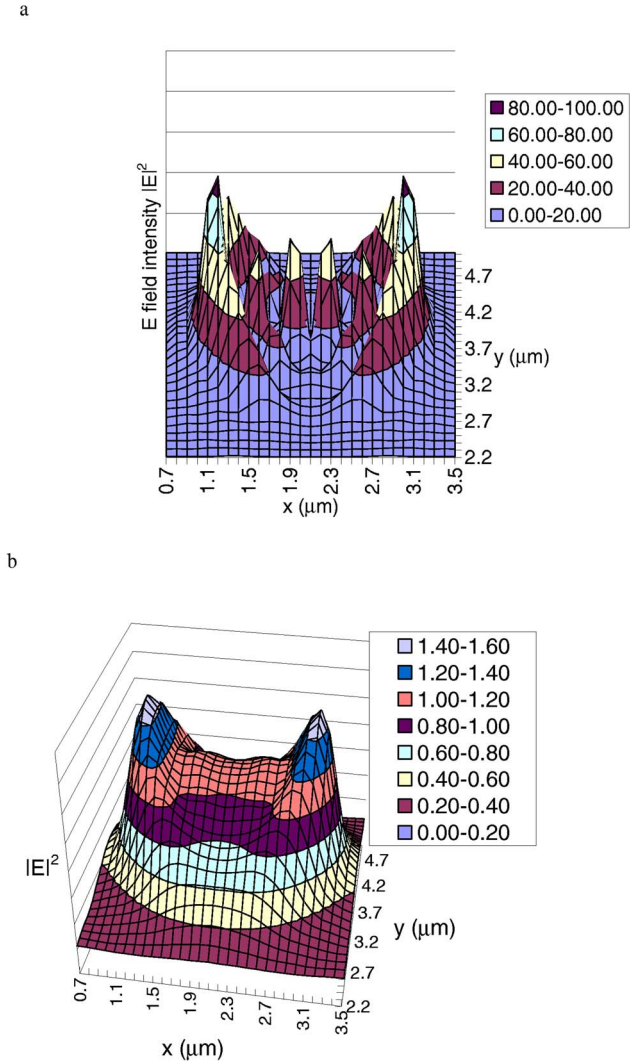 a
80.00-100.00
60.00-80.00
40.00-60.00
20.00-40.00
0.00-20.00
E field intensity |E|²
4.7
4.2
3.7
3.2
2.7
2.2
y (μm)
0.7 1.1 1.5 1.9 2.3 2.7 3.1 3.5
x (μm)
b
1.40-1.60
1.20-1.40
1.00-1.20
0.80-1.00
0.60-0.80
0.40-0.60
0.20-0.40
0.00-0.20
|E|²
4.7
4.2
3.7
3.2
2.7
2.2
y (μm)
0.7 1.1 1.5 1.9 2.3 2.7 3.1 3.5
x (μm)